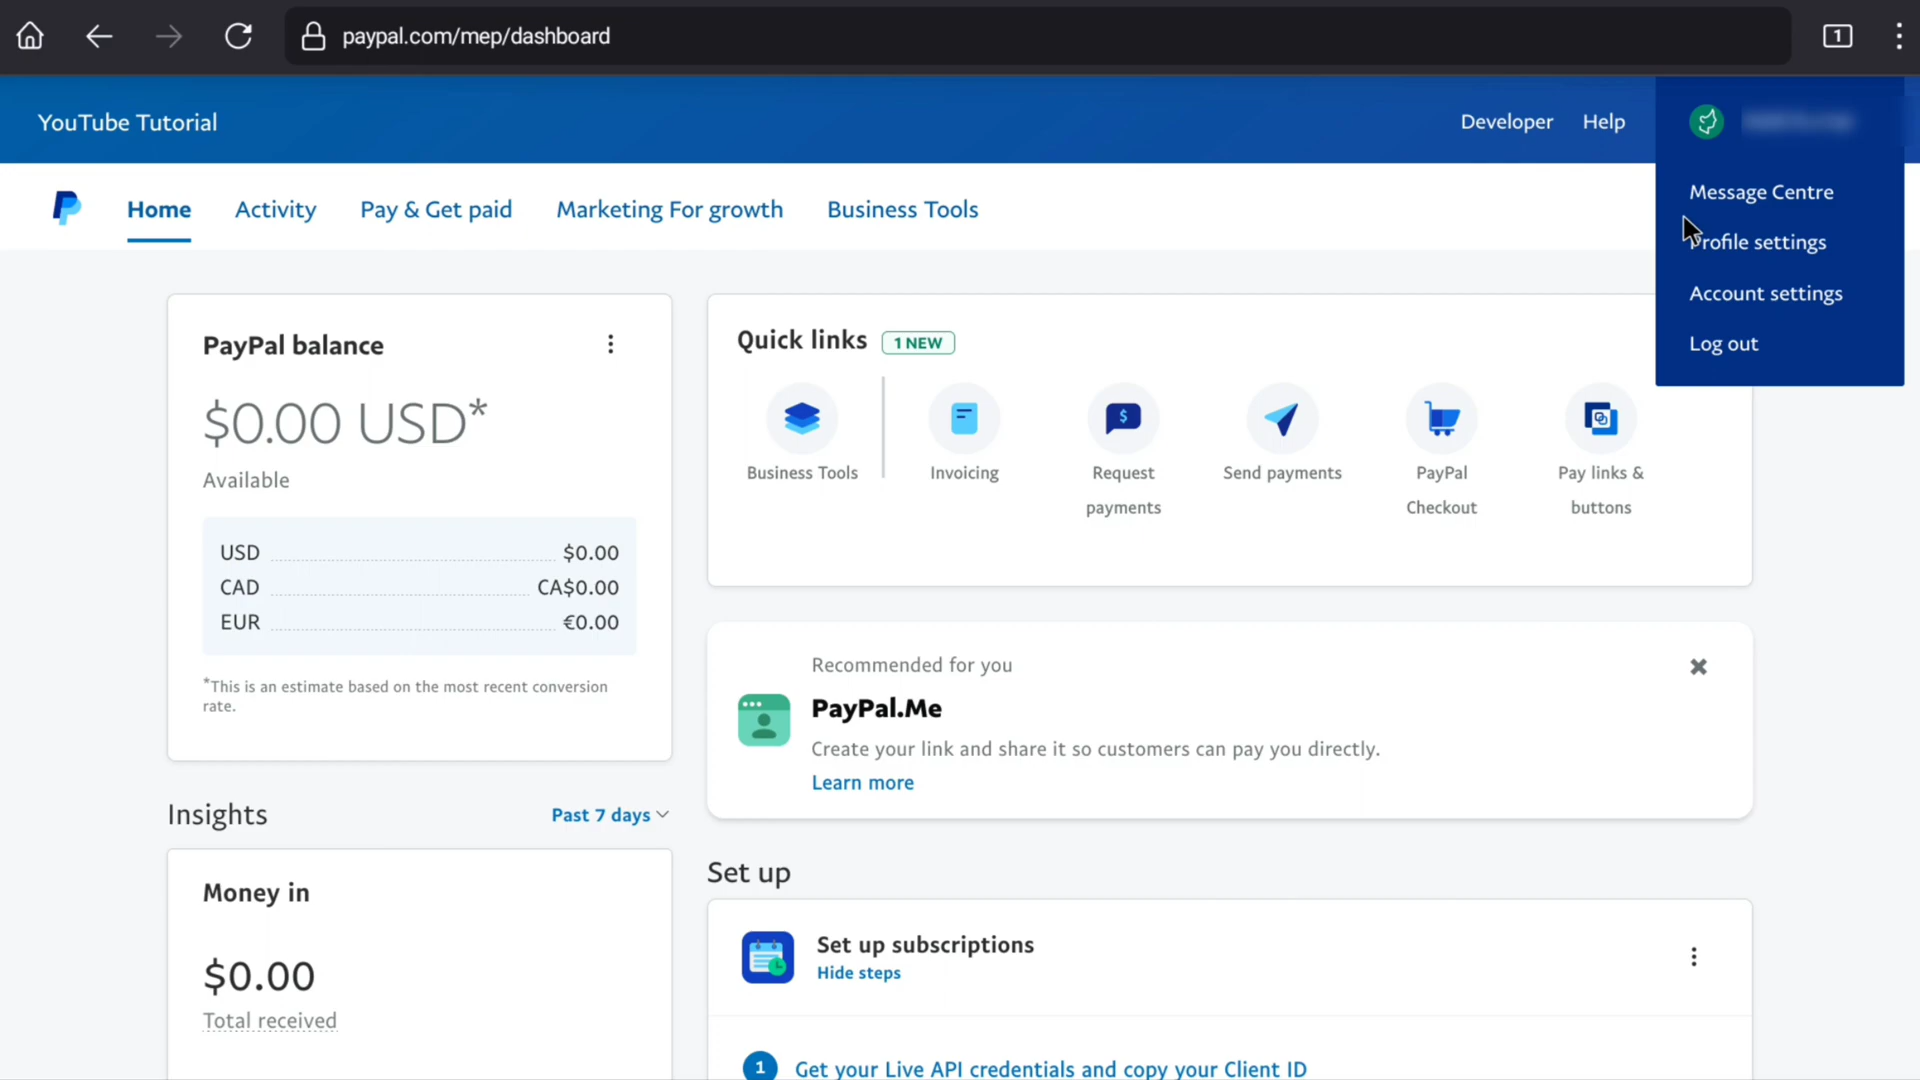 paypal.com/mep/dashboard
1
YouTube Tutorial
Developer
Help
Message Centre
Profile settings
Account settings
Log out
Home
Activity
Pay & Get paid
Marketing For growth
Business Tools
PayPal balance
$0.00 USD*
Available
USD $0.00
CAD CA$0.00
EUR €0.00
*This is an estimate based on the most recent conversion
rate.
Quick links
1 NEW
Business Tools
Invoicing
Request
payments
Send payments
PayPal
Checkout
Pay links &
buttons
Recommended for you
PayPal.Me
Create your link and share it so customers can pay you directly.
Learn more
Insights
Past 7 days
Money in
$0.00
Total received
Set up
Set up subscriptions
Hide steps
1 Get your Live API credentials and copy your Client ID